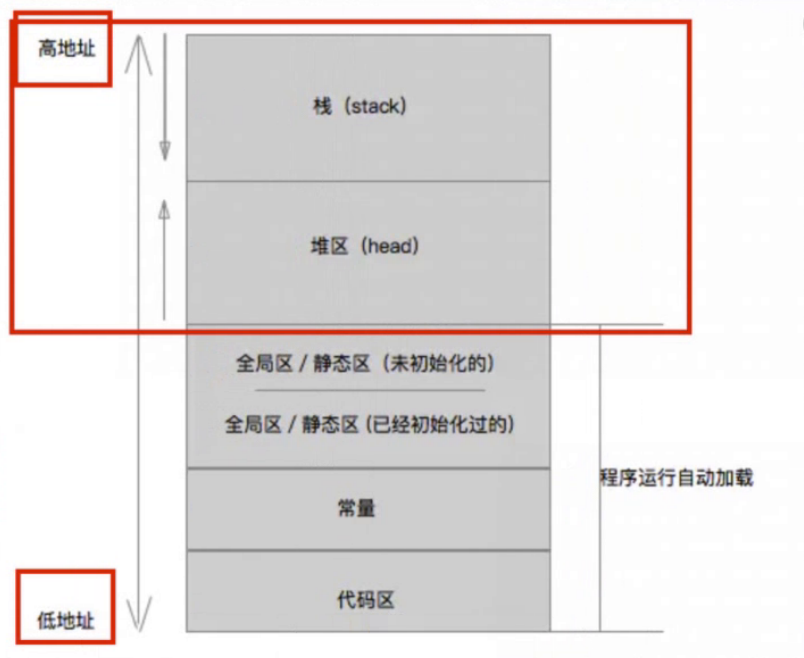 高地址
栈（stack）
堆区（head）
全局区 / 静态区（未初始化的）
全局区 / 静态区 (已经初始化过的)
程序运行自动加载
常量
代码区
低地址